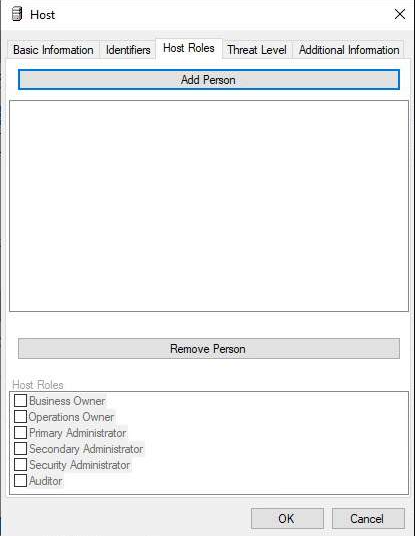 Host
Basic Information Identifiers Host Roles Threat Level Additional Information
Add Person
Remove Person
Host Roles
Business Owner
Operations Owner
Primary Administrator
Secondary Administrator
Security Administrator
Auditor
OK Cancel